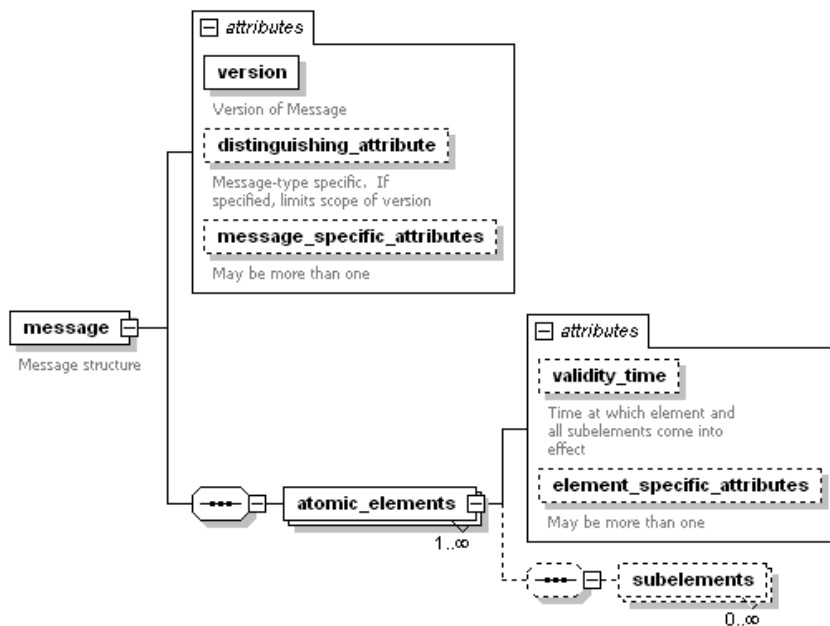 attributes
version
Version of Message
distinguishing_attribute
Message-type specific.  If
specified, limits scope of version
message_specific_attributes
May be more than one
message
Message structure
attributes
validity_time
Time at which element and
all subelements come into
effect
element_specific_attributes
May be more than one
atomic_elements
1..∞
subelements
0..∞